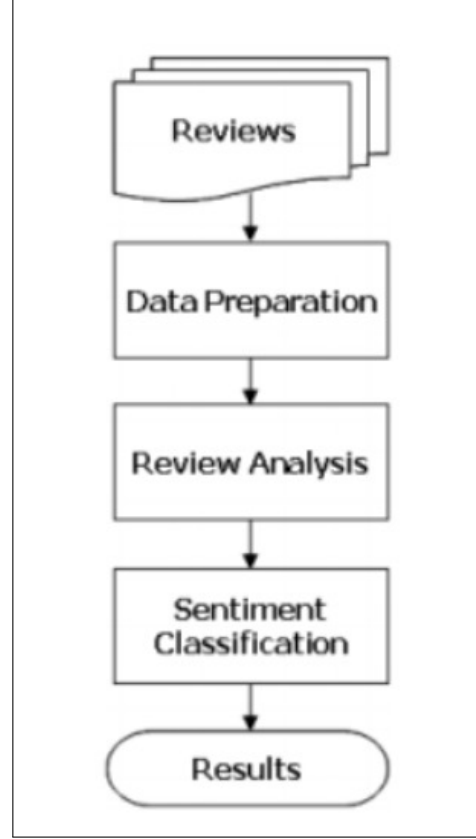 Reviews
Data Preparation
Review Analysis
Sentiment
Classification
Results